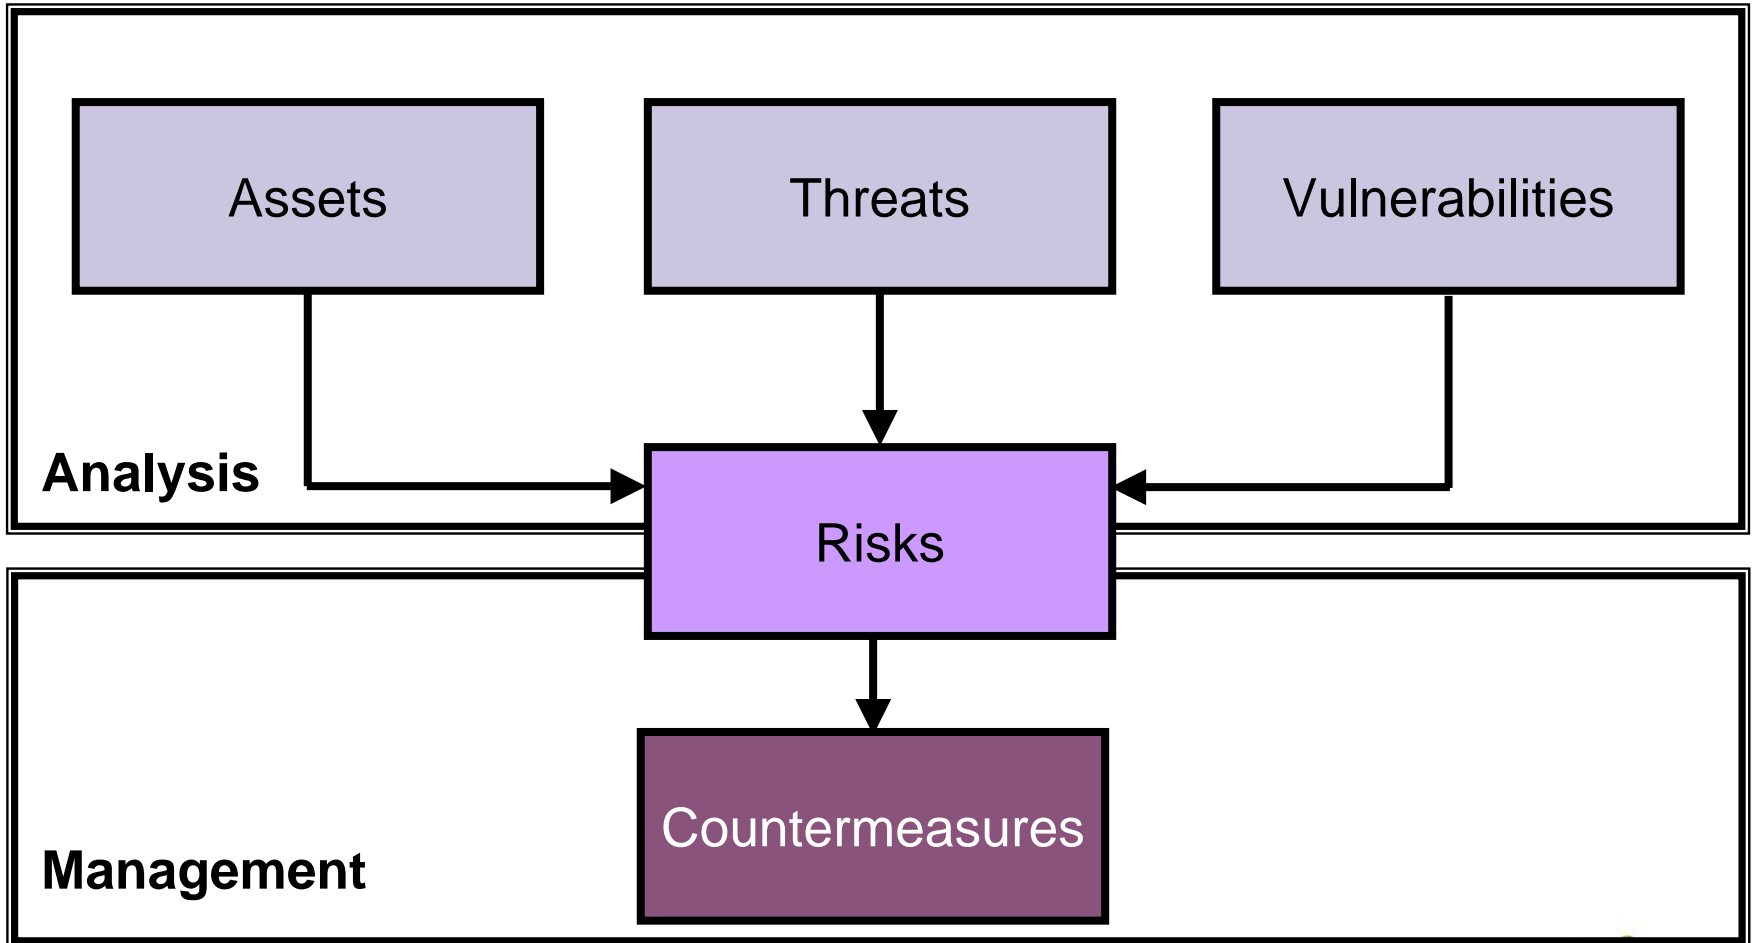 Assets
Threats
Vulnerabilities
Analysis
Risks
Countermeasures
Management